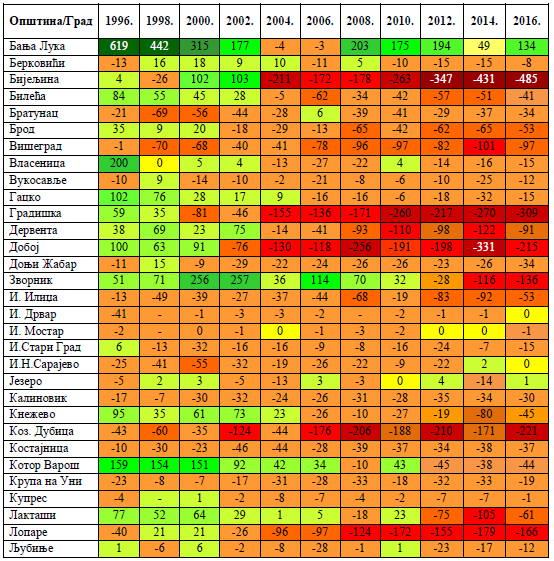 Општина/Град 1996. 1998. 2000. 2002. 2004. 2006. 2008. 2010. 2012. 2014. 2016.
Бања Лука 619 442 315 177 -4 -3 203 175 194 49 134
Берковићи -13 16 18 9 10 -11 5 -10 -15 -15 -8
Бијељина 4 -26 102 103 -211 -172 -178 -263 -347 -431 -485
Билећа 84 55 45 28 -5 -62 -34 -42 -57 -51 -41
Братунац -21 -69 -56 -44 -28 6 -39 -41 -29 -37 -34
Брод 35 9 20 -18 -29 -13 -65 -42 -62 -65 -53
Вишеград -1 -70 -68 -40 -41 -78 -96 -97 -82 -101 -97
Власеница 200 0 5 4 -13 -27 -22 4 -14 -16 -15
Вукосавље -10 9 -14 -10 -2 -21 -8 -6 -10 -25 -12
Гацко 102 76 28 17 9 -16 -16 -6 -18 -32 -15
Градишка 59 35 -81 -46 -155 -136 -171 -260 -217 -270 -309
Дервента 38 69 23 75 -14 -41 -93 -110 -98 -122 -91
Добој 100 63 91 -76 -130 -118 -256 -191 -198 -331 -215
Доњи Жабар -11 15 -9 -29 -22 -24 -26 -26 -23 -26 -34
Зворник 51 71 256 257 36 114 70 32 -28 -116 -136
И. Илица -13 -49 -39 -27 -37 -44 -68 -19 -83 -92 -53
И. Дрвар -41 - -1 -3 -3 -2 - -2 -1 -1 0
И. Мостар -2 - 0 -1 0 -1 -3 -2 0 0 -1
И.Стари Град 6 -13 -32 -16 -16 -9 -8 -16 -24 -7 -15
И.Н.Сарајево -25 -41 -55 -32 -19 -26 -22 -9 -22 2 0
Језеро -5 2 3 -5 -13 3 -3 0 4 -14 1
Калиновик -17 -7 -30 -32 -24 -26 -31 -28 -35 -34 -30
Кнежево 95 35 61 73 23 -26 -10 -27 -19 -80 -45
Коз. Дубица -43 -60 -35 -124 -44 -176 -206 -188 -210 -171 -221
Костајница -10 -30 -23 -46 -44 -28 -39 -37 -34 -38 -37
Котор Варош 159 154 151 92 42 34 -10 43 -45 -38 -44
Крупа на Уни -23 -8 -7 -17 -31 -28 -33 -18 -32 -33 -19
Купрес -4 - 1 -2 -8 -7 -4 -2 -7 -7 -1
Лакташи 77 52 64 29 1 5 -18 23 -75 -105 -61
Лопаре -40 21 21 -26 -96 -97 -124 -172 -155 -179 -166
Љубиње 1 -6 6 -2 -8 -28 -1 1 -23 -17 -12